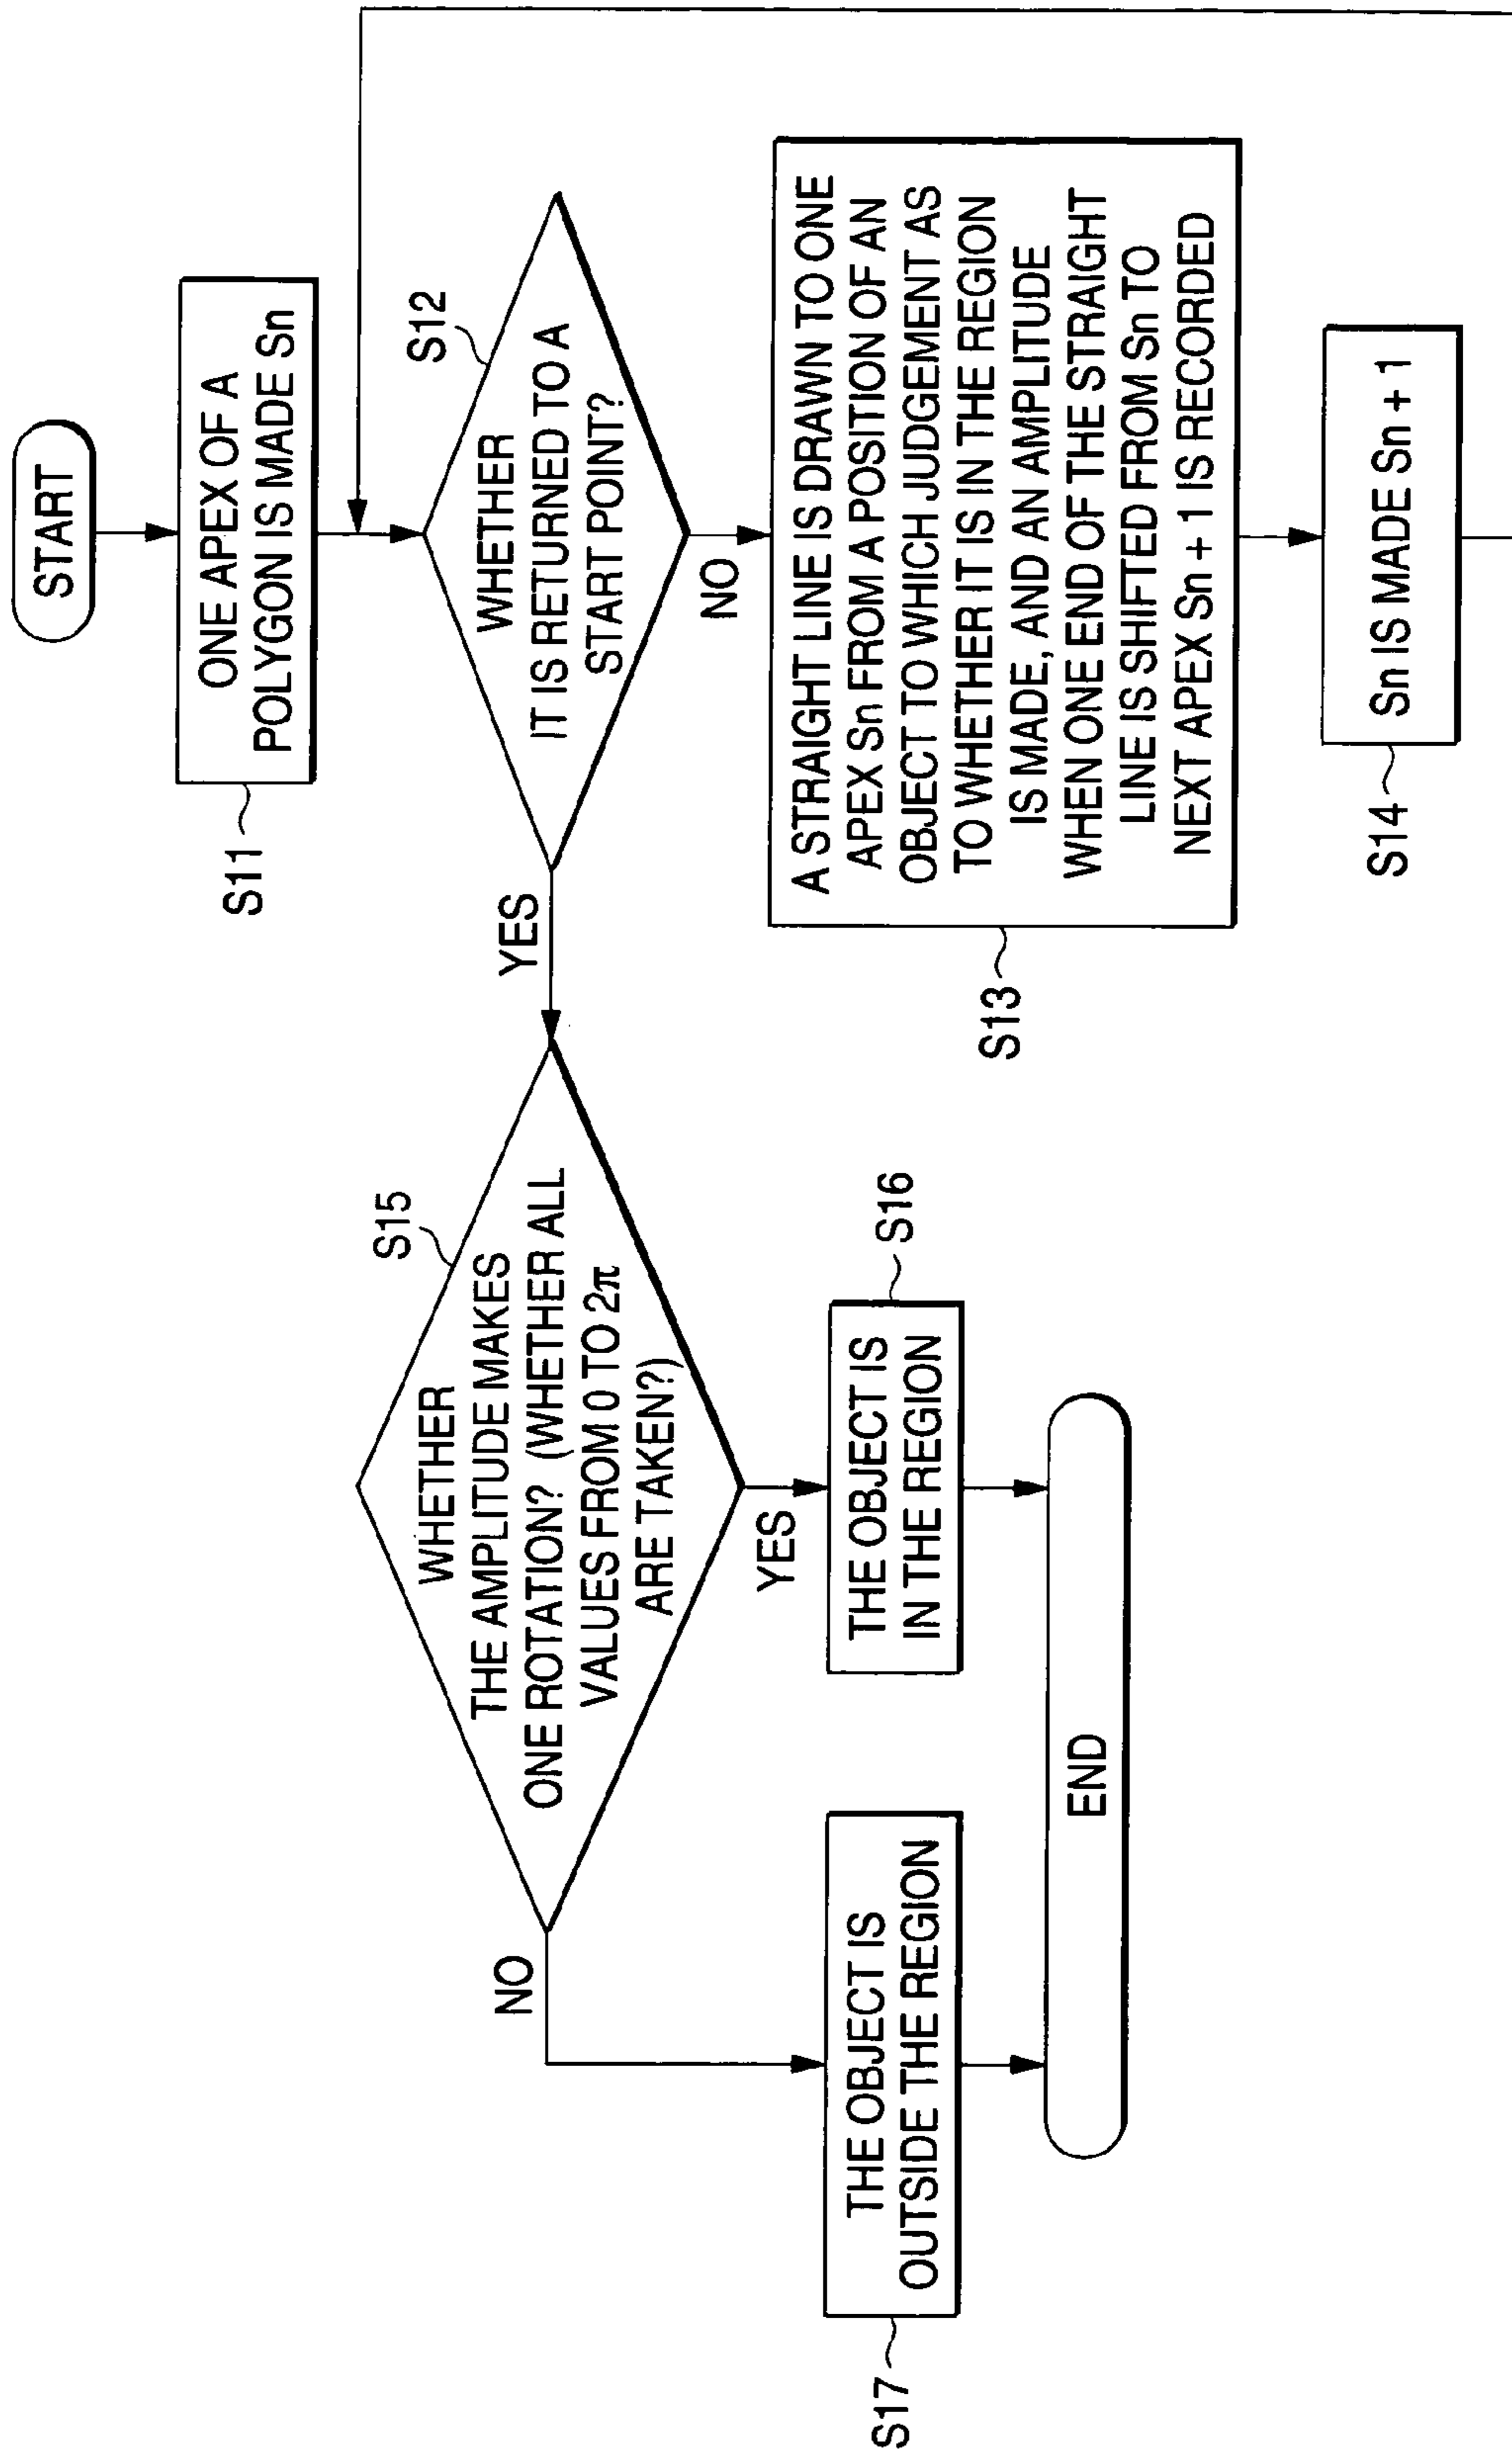 START
ONE APEX OF A
POLYGON IS MADE Sn
S11
S12
WHETHER
IT IS RETURNED TO A
START POINT?
YES
NO
A STRAIGHT LINE IS DRAWN TO ONE
APEX Sn FROM A POSITION OF AN
OBJECT TO WHICH JUDGEMENT AS
TO WHETHER IT IS IN THE REGION
IS MADE, AND AN AMPLITUDE
WHEN ONE END OF THE STRAIGHT
LINE IS SHIFTED FROM Sn TO
NEXT APEX Sn + 1 IS RECORDED
S13
Sn IS MADE Sn + 1
S14
S15
WHETHER
THE AMPLITUDE MAKES
ONE ROTATION? (WHETHER ALL
VALUES FROM 0 TO 2π
ARE TAKEN?)
NO
YES
THE OBJECT IS
IN THE REGION
S16
THE OBJECT IS
OUTSIDE THE REGION
S17
END